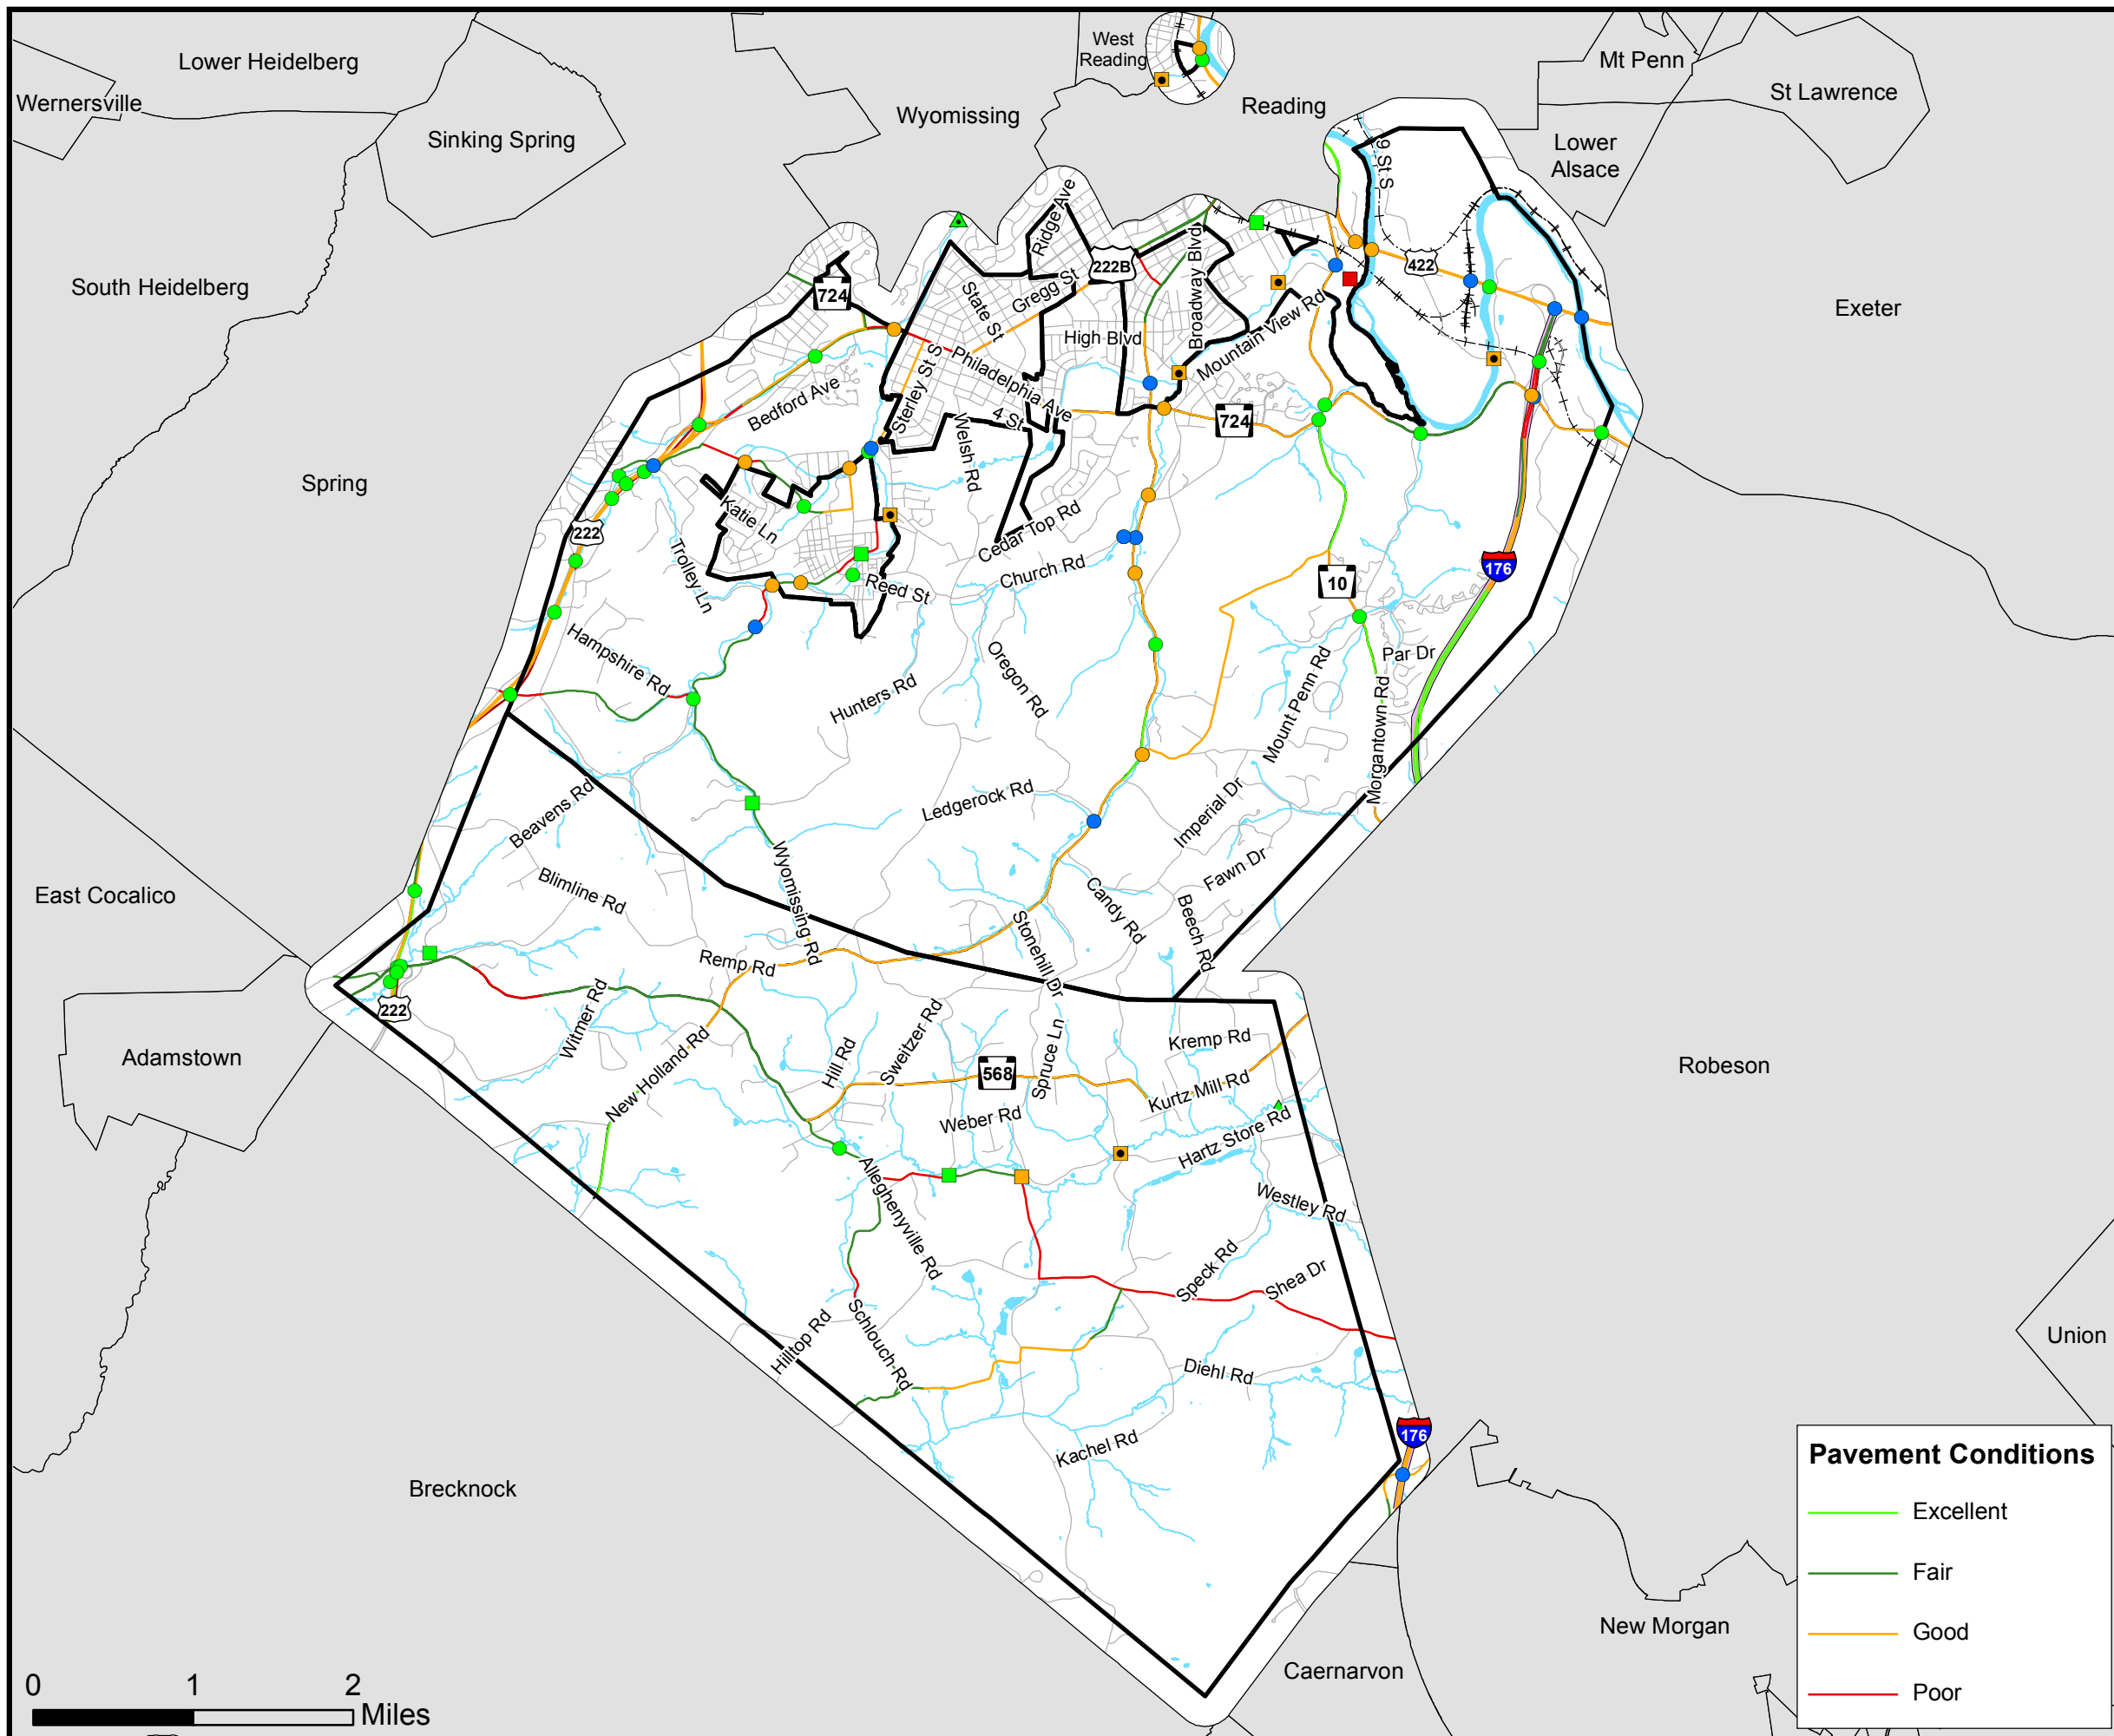 West
Reading
Mt Penn
Lower Heidelberg
St Lawrence
Wernersville
Reading
Wyomissing
Sinking Spring
Lower
Alsace
9 St S
Ridge Ave
South Heidelberg
222B
422
724
Broadway Blvd
Exeter
State St
Gregg St
High Blvd
Mountain View Rd
Philadelphia Ave
Sterley St S
Bedford Ave
4 St
724
Welsh Rd
Spring
Katie Ln
222
Cedar Top Rd
Church Rd
176
Trolley Ln
Reed St
10
Hampshire Rd
Par Dr
Oregon Rd
Hunters Rd
Mount Penn Rd
Morgantown Rd
Beavens Rd
Ledgerock Rd
Imperial Dr
Fawn Dr
East Cocalico
Blimline Rd
Wyomissing Rd
Candy Rd
Beech Rd
Stonehill Dr
Remp Rd
222
Witmer Rd
Adamstown
New Holland Rd
Hill Rd
Sweitzer Rd
Spruce Ln
Kremp Rd
Robeson
568
Kurtz Mill Rd
Weber Rd
Hartz Store Rd
Alleghenyville Rd
Westley Rd
Speck Rd
Shea Dr
Hilltop Rd
Schlouch Rd
Union
Diehl Rd
Kachel Rd
176
Brecknock
Pavement Conditions
Excellent
Fair
Good
Poor
New Morgan
Caernarvon
0 1 2
Miles